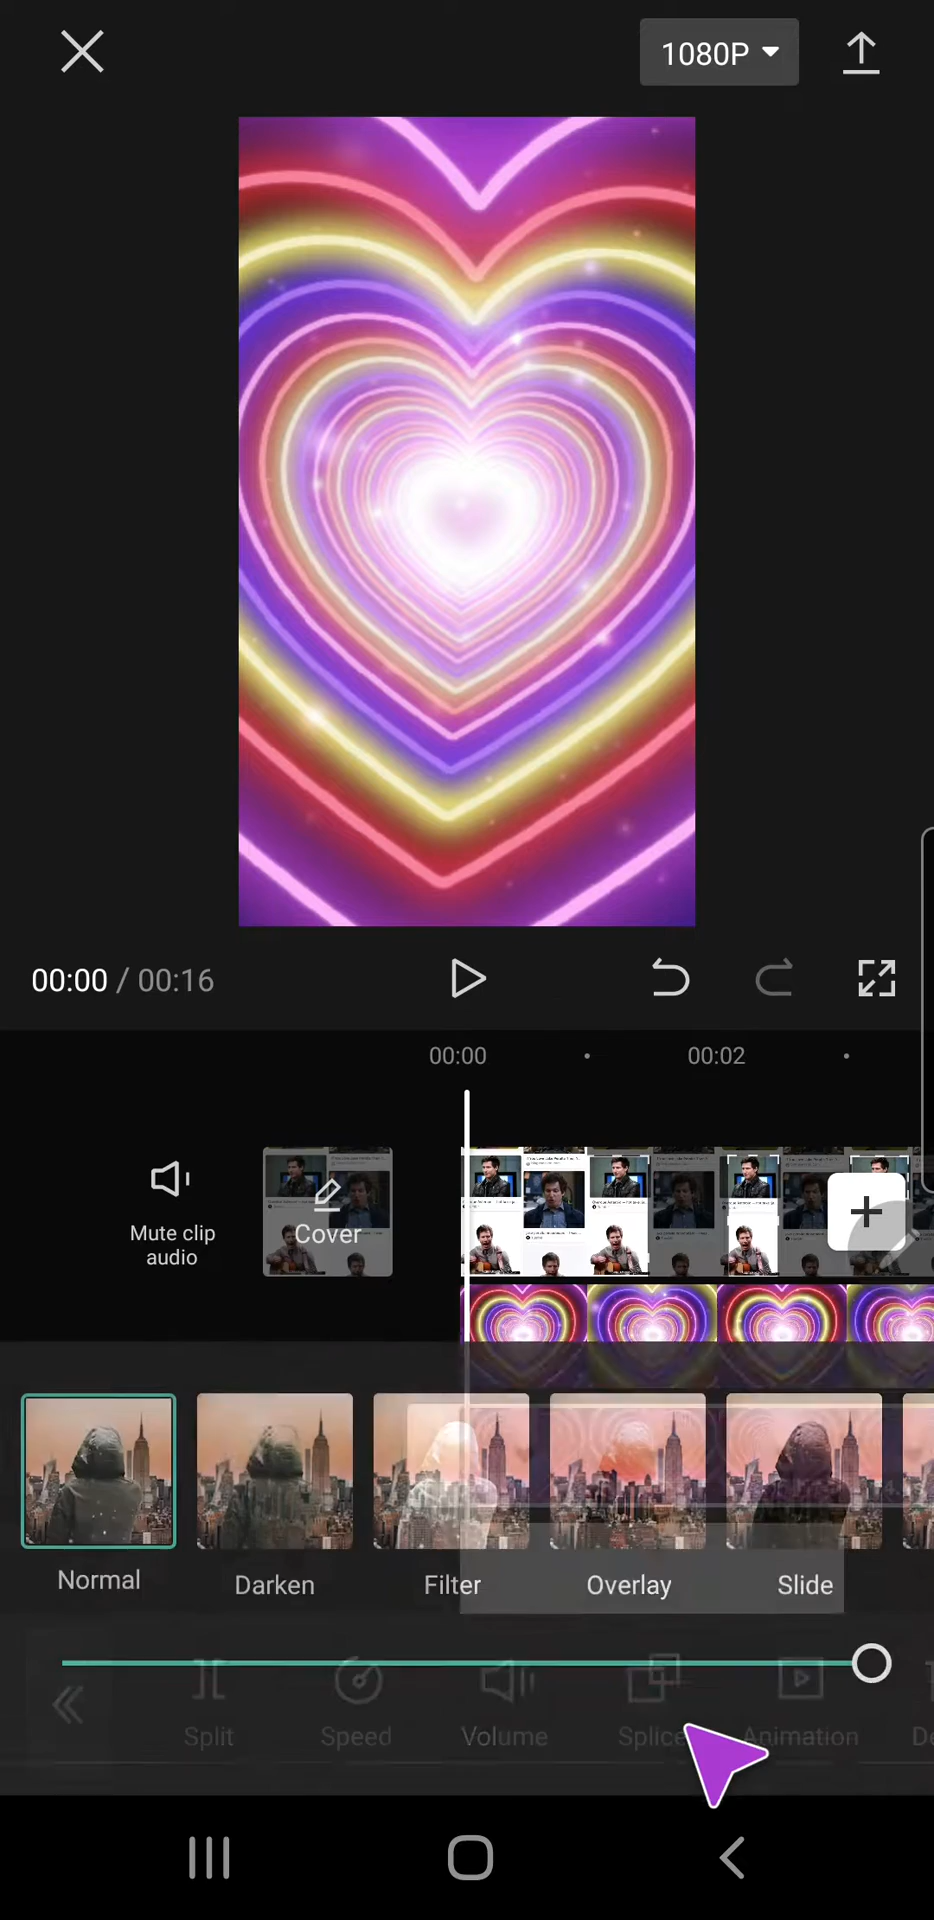 1080P
00:00 / 00:16
00:00
00:02
Mute clip
audio
Cover
Normal
Darken
Filter
Overlay
Slide
Split
Speed
Volume
Splice
Animation